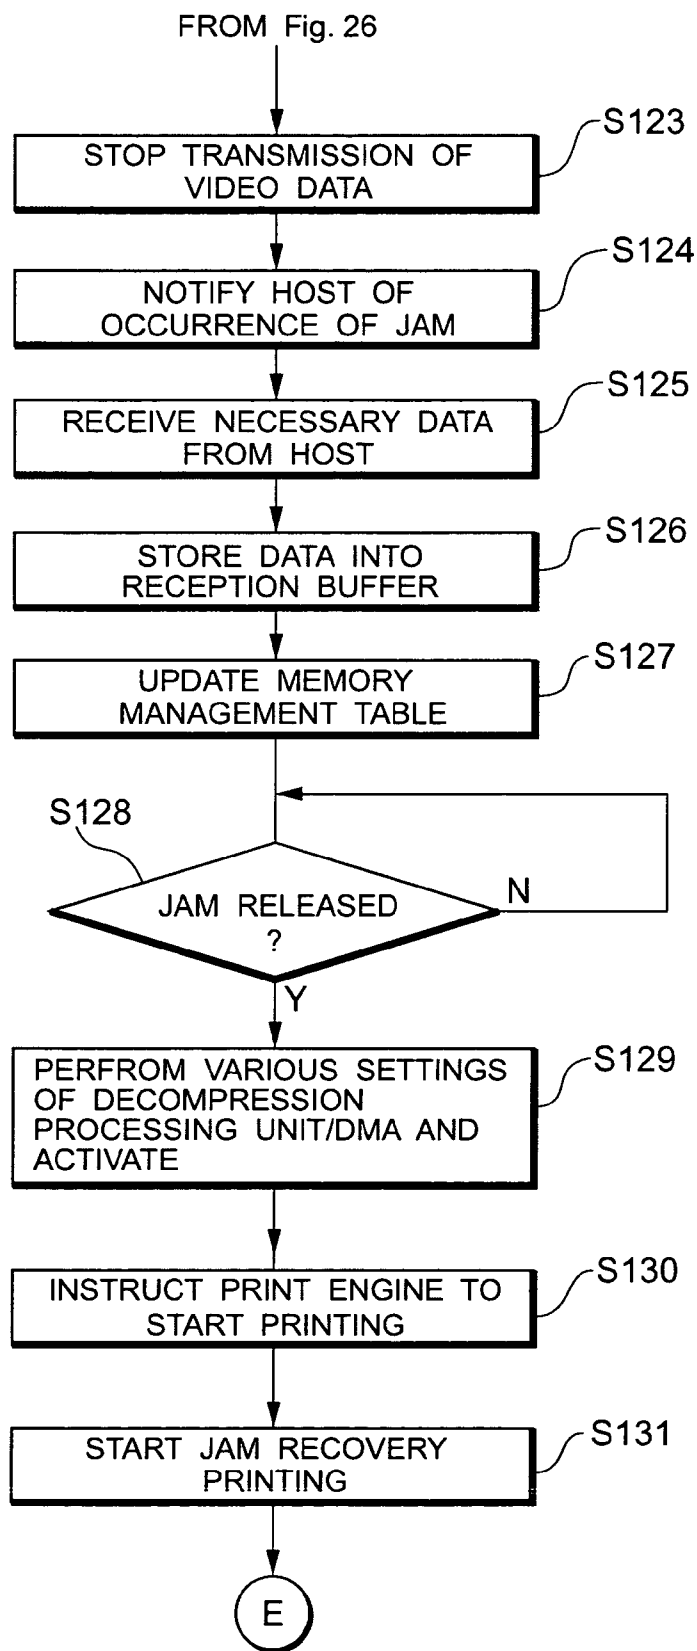 FROM Fig. 26
S123
STOP TRANSMISSION OF
VIDEO DATA
S124
NOTIFY HOST OF
OCCURRENCE OF JAM
S125
RECEIVE NECESSARY DATA
FROM HOST
S126
STORE DATA INTO
RECEPTION BUFFER
S127
UPDATE MEMORY
MANAGEMENT TABLE
S128
JAM RELEASED
?
N
Y
S129
PERFROM VARIOUS SETTINGS
OF DECOMPRESSION
PROCESSING UNIT/DMA AND
ACTIVATE
S130
INSTRUCT PRINT ENGINE TO
START PRINTING
S131
START JAM RECOVERY
PRINTING
E